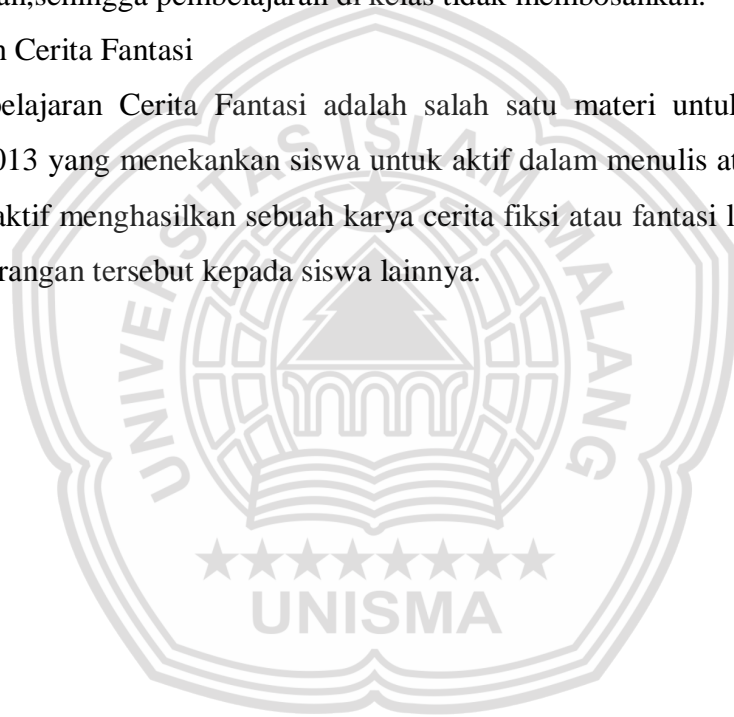 an,sehingga pembelajaran di kelas tidak membosankan.
n Cerita Fantasi
elajaran Cerita Fantasi adalah salah satu materi untuk
013 yang menekankan siswa untuk aktif dalam menulis at
aktif menghasilkan sebuah karya cerita fiksi atau fantasi l
rangan tersebut kepada siswa lainnya.
UNIVERSITAS ISLAM MALANG
UNISMA